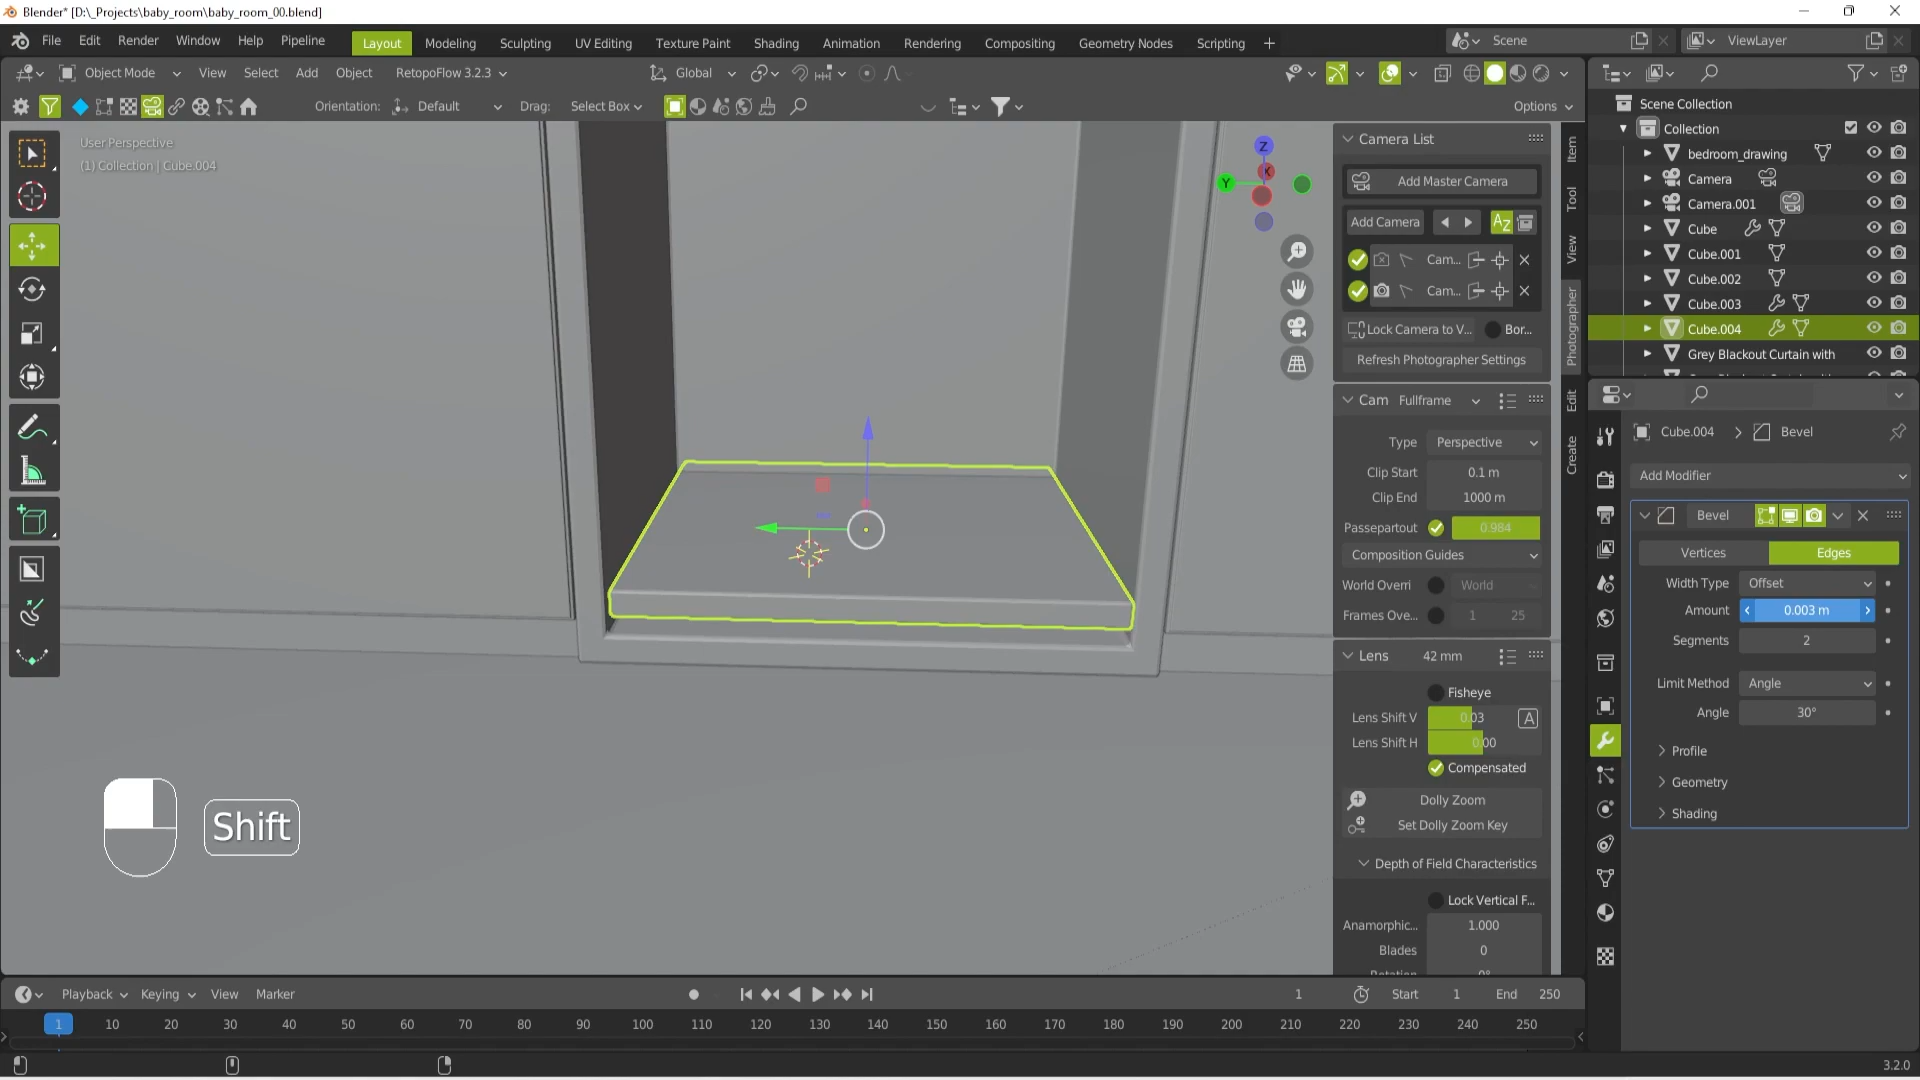 Blender* [D:\_Projects\baby_room\baby_room_00.blend]
File Edit Render Window Help Pipeline Layout Modeling Sculpting UV Editing Texture Paint Shading Animation Rendering Compositing Geometry Nodes Scripting + Scene ViewLayer
Object Mode View Select Add Object RetopoFlow 3.2.3 Global
Orientation: Default Drag: Select Box Options
User Perspective
(1) Collection | Cube.004
Z
X
Y
Camera List
Add Master Camera
Add Camera AZ
Cam...
Cam...
Lock Camera to V... Bor...
Refresh Photographer Settings
Cam Fullframe
Type Perspective
Clip Start 0.1 m
Clip End 1000 m
Passepartout 0.984
Composition Guides
World Overri World
Frames Ove... 1 25
Lens 42 mm
Fisheye
Lens Shift V 0.03 A
Lens Shift H 0.00
Compensated
Dolly Zoom
Set Dolly Zoom Key
Depth of Field Characteristics
Lock Vertical F...
Anamorphic... 1.000
Blades 0
Item
Tool
View
Photographer
Edit
Create
Scene Collection
Collection
bedroom_drawing
Camera
Camera.001
Cube
Cube.001
Cube.002
Cube.003
Cube.004
Grey Blackout Curtain with
Cube.004 > Bevel
Add Modifier
Bevel
Vertices Edges
Width Type Offset
Amount 0.003 m
Segments 2
Limit Method Angle
Angle 30°
Profile
Geometry
Shading
Shift
Playback Keying View Marker 1 Start 1 End 250
1 10 20 30 40 50 60 70 80 90 100 110 120 130 140 150 160 170 180 190 200 210 220 230 240 250
3.2.0